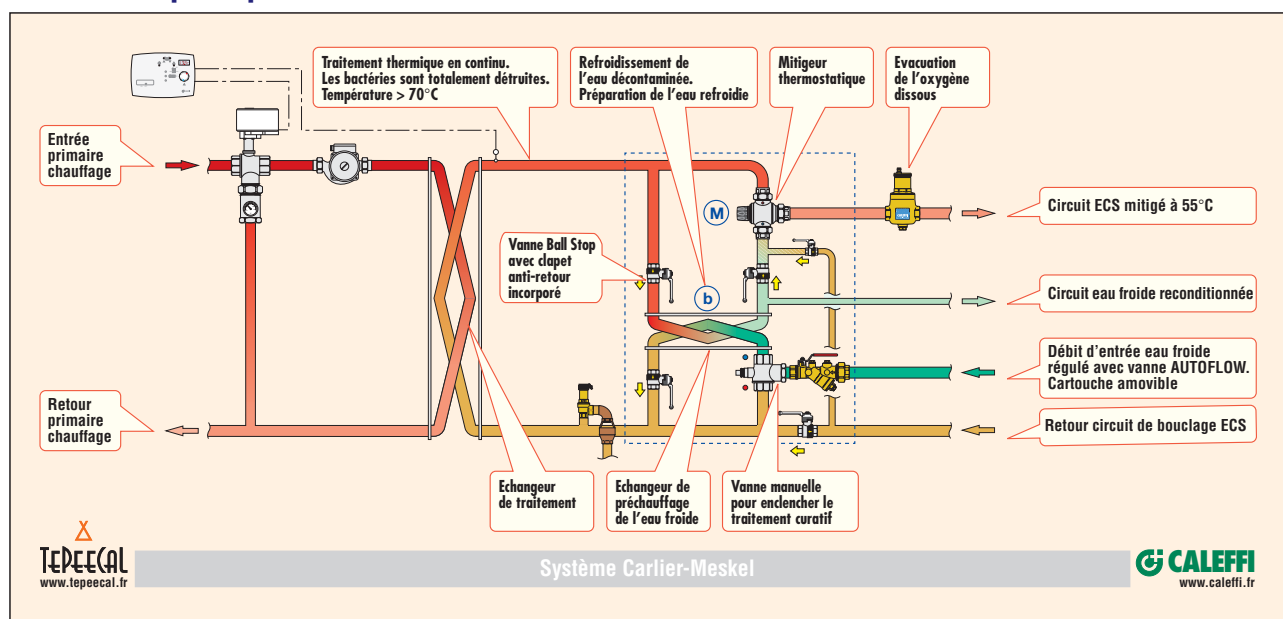 Traitement thermique en continu.
Les bactéries sont totalement détruites.
Température > 70°C
Refroidissement de
l'eau décontaminée.
Préparation de l'eau refroidie
Mitigeur
thermostatique
Evacuation
de l'oxygène
dissous
Entrée
primaire
chauffage
M
Circuit ECS mitigé à 55°C
Vanne Ball Stop
avec clapet
anti-retour
incorporé
b
Circuit eau froide reconditionnée
Débit d'entrée eau froide
régulé avec vanne AUTOFLOW.
Cartouche amovible
Retour
primaire
chauffage
Retour circuit de bouclage ECS
Echangeur
de traitement
Echangeur de
préchauffage
de l'eau froide
Vanne manuelle
pour enclencher le
traitement curatif
TEPEECAL
www.tepeecal.fr
Système Carlier-Meskel
CALEFFI
www.caleffi.fr